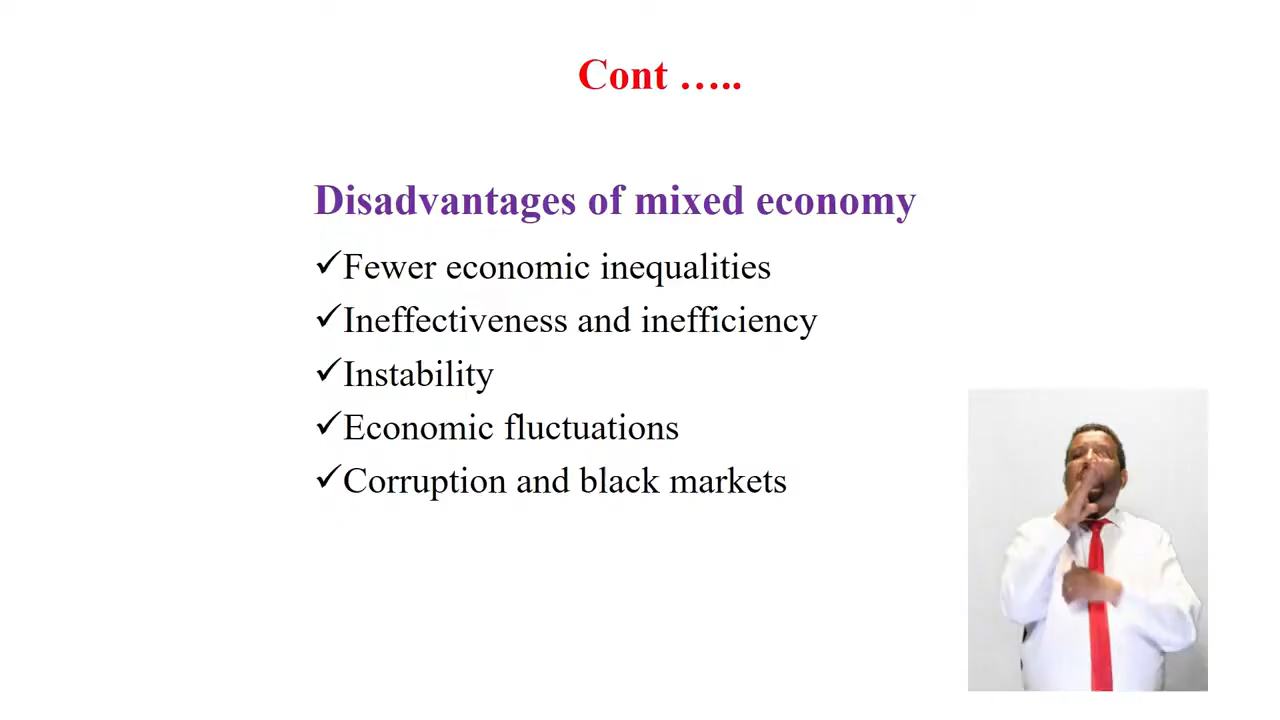 Cont …..
Disadvantages of mixed economy
✓Fewer economic inequalities
✓Ineffectiveness and inefficiency
✓Instability
✓Economic fluctuations
✓Corruption and black markets